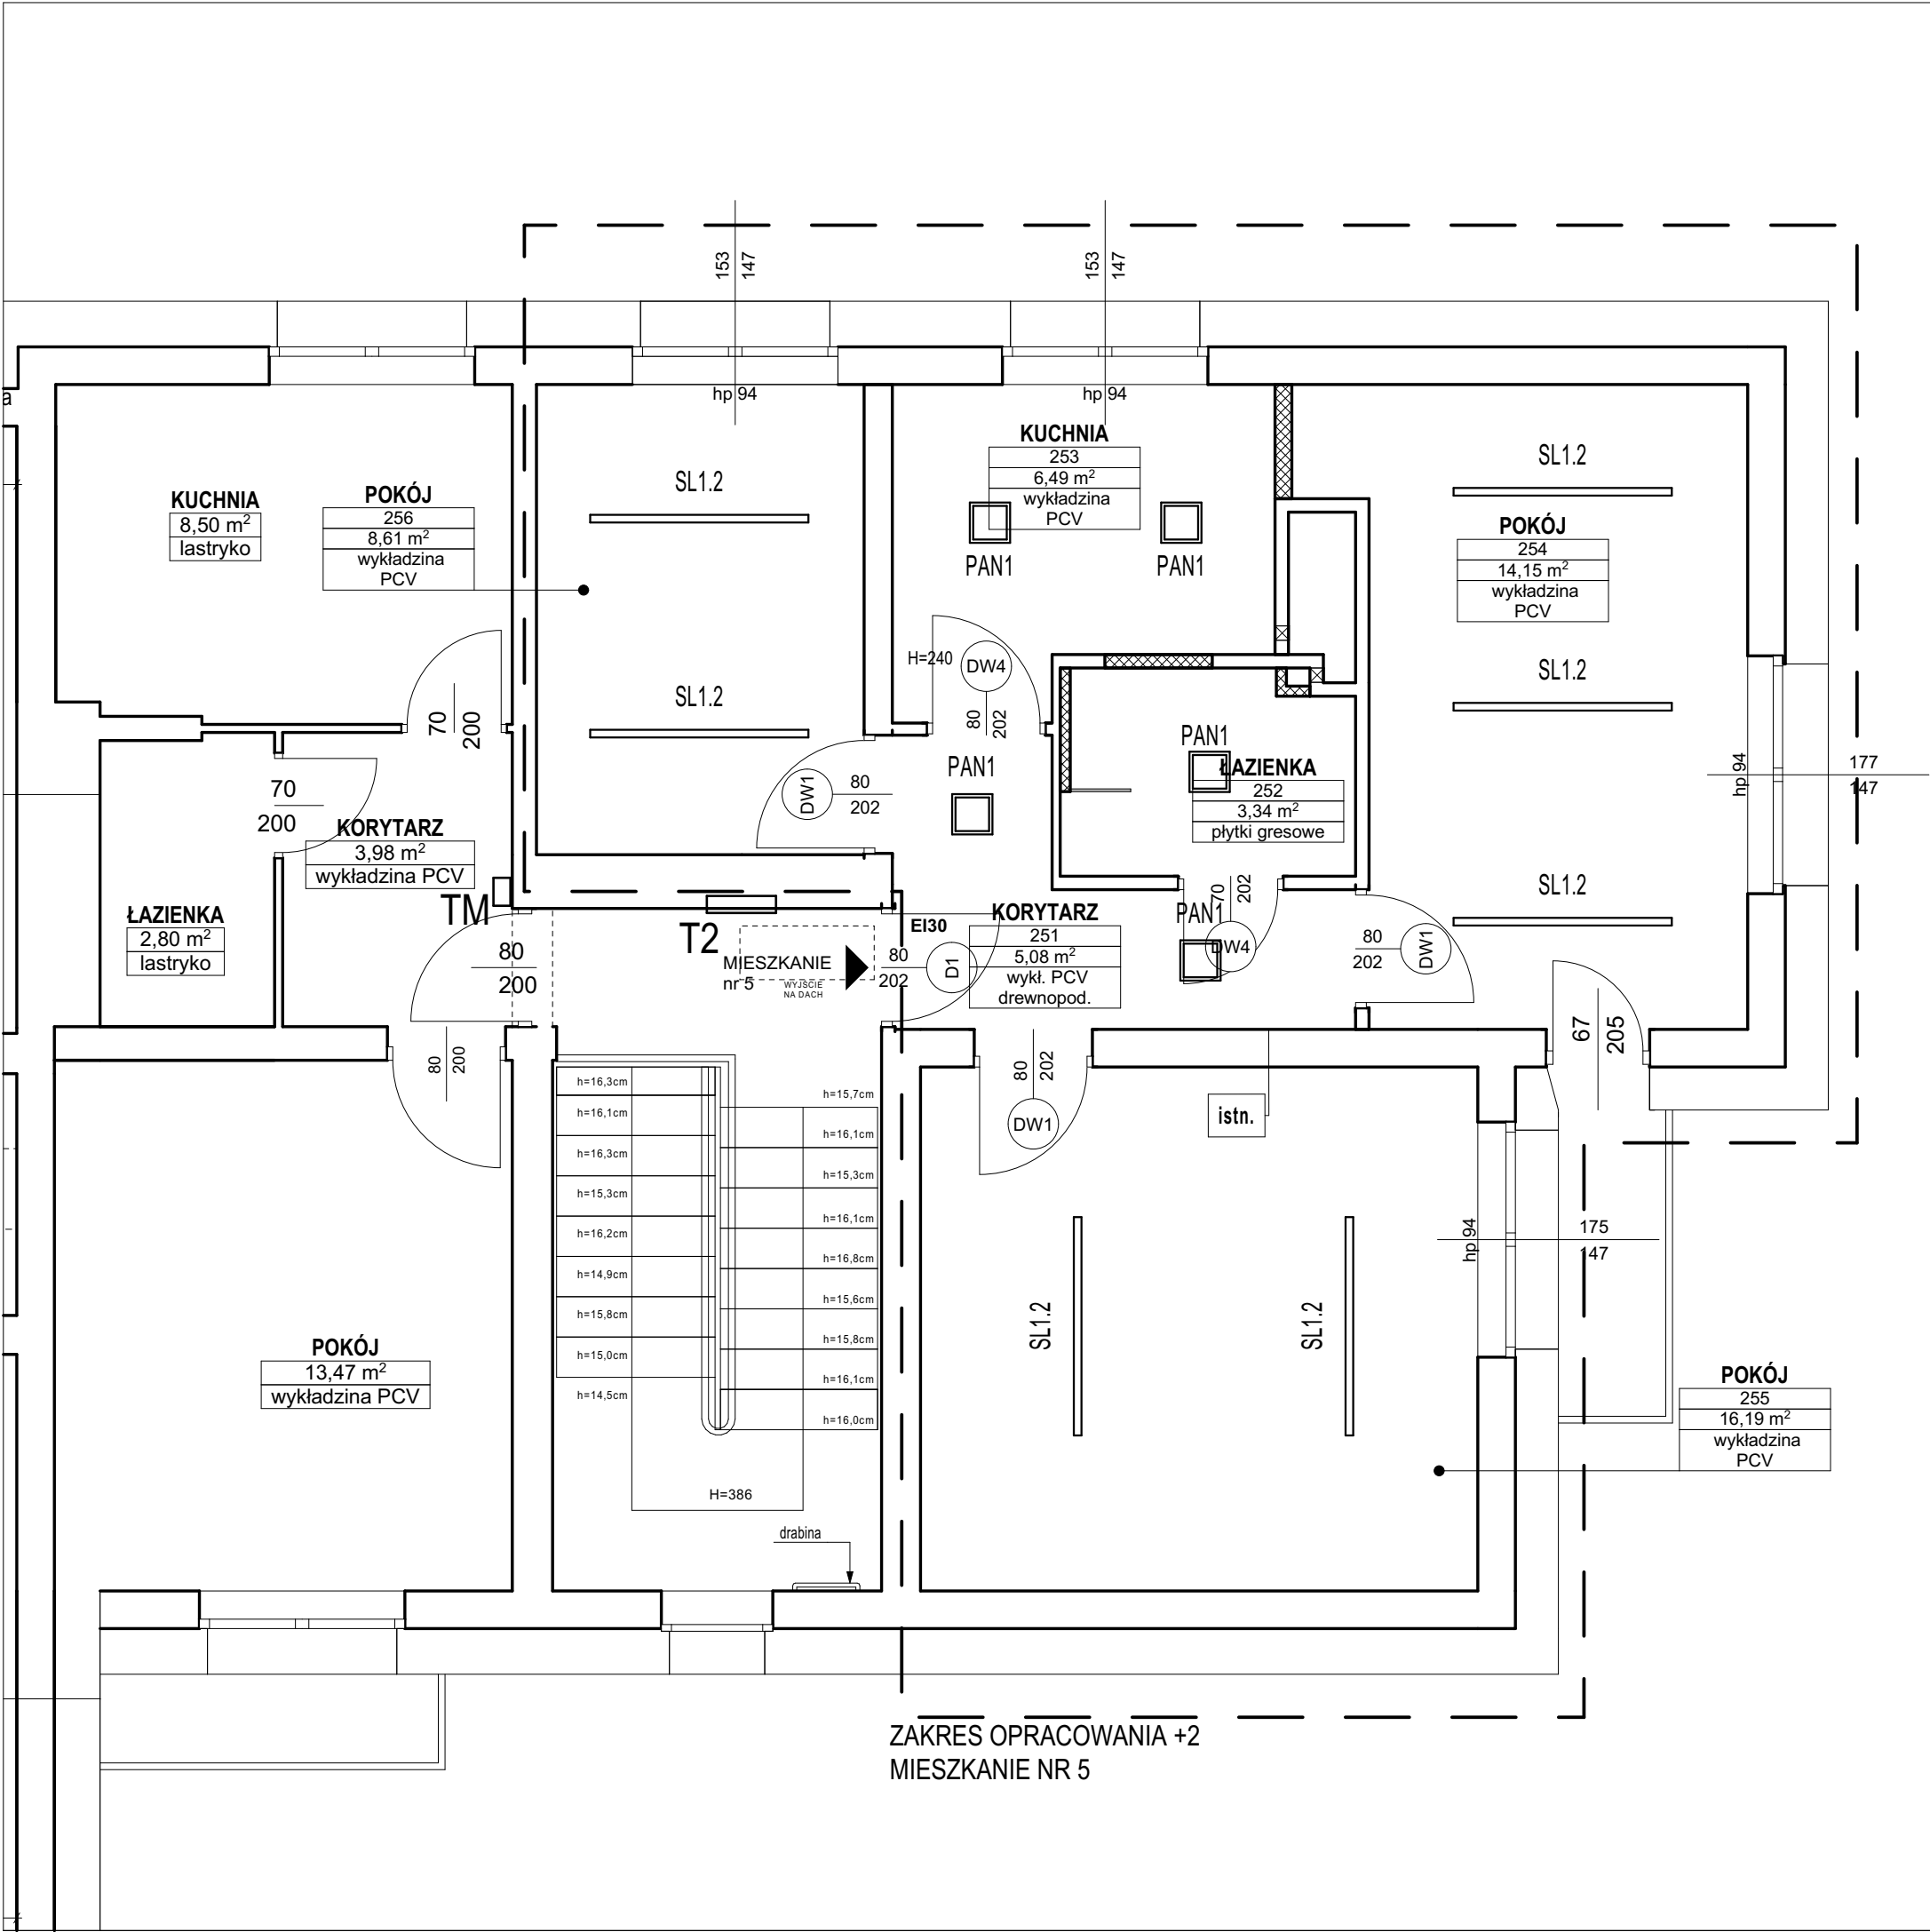 153
147
153
147
a
hp 94
hp 94
KUCHNIA
253
6,49 m²
wykładzina
PCV
SL1.2
SL1.2
KUCHNIA
8,50 m²
lastryko
POKÓJ
256
8,61 m²
wykładzina
PCV
POKÓJ
254
14,15 m²
wykładzina
PCV
PAN1
PAN1
H=240
DW4
80
202
SL1.2
SL1.2
70
200
PAN1
PAN1
ŁAZIENKA
252
3,34 m²
płytki gresowe
hp 94
177
147
70
200
DW1
80
202
KORYTARZ
3,98 m²
wykładzina PCV
TM
ŁAZIENKA
2,80 m²
lastryko
T2
EI30
KORYTARZ
251
5,08 m²
wykł. PCV
drewnopod.
70
202
PAN1
DW4
SL1.2
80
202
DW1
80
200
MIESZKANIE
nr 5
WYJŚCIE
NA DACH
80
202
D1
67
205
80
200
80
202
DW1
istn.
h=16,3cm
h=16,1cm
h=16,3cm
h=15,3cm
h=16,2cm
h=14,9cm
h=15,8cm
h=15,0cm
h=14,5cm
h=15,7cm
h=16,1cm
h=15,3cm
h=16,1cm
h=16,8cm
h=15,6cm
h=15,8cm
h=16,1cm
h=16,0cm
hp 94
175
147
SL1.2
SL1.2
POKÓJ
13,47 m²
wykładzina PCV
POKÓJ
255
16,19 m²
wykładzina
PCV
H=386
drabina
ZAKRES OPRACOWANIA +2
MIESZKANIE NR 5